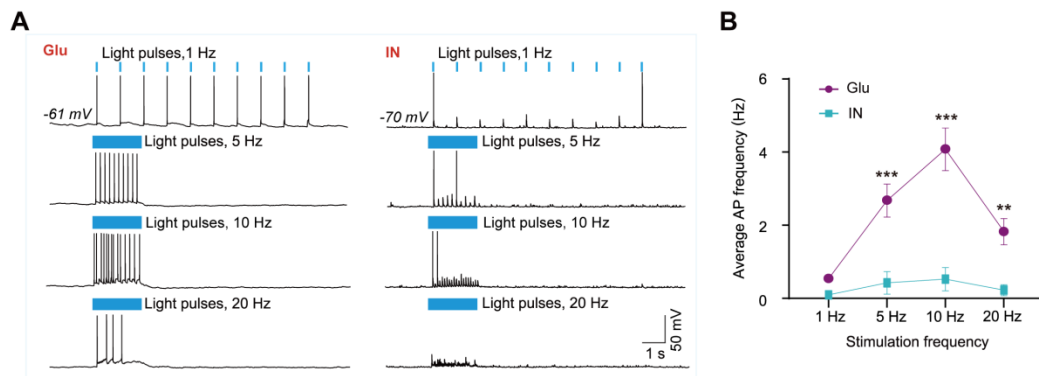 A
Glu
Light pulses,1 Hz
-61 mV
Light pulses, 5 Hz
Light pulses, 10 Hz
Light pulses, 20 Hz
IN
Light pulses,1 Hz
-70 mV
Light pulses, 5 Hz
Light pulses, 10 Hz
Light pulses, 20 Hz
1 s
50 mV
B
Average AP frequency (Hz)
6
4
2
0
Glu
IN
***
***
**
1 Hz 5 Hz 10 Hz 20 Hz
Stimulation frequency